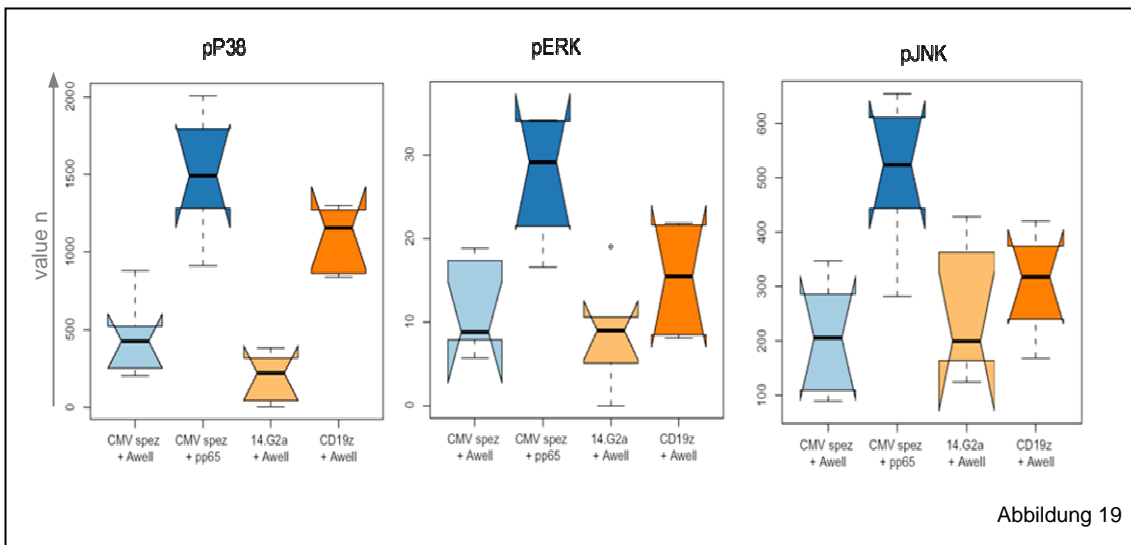 pP38
pERK
pJNK
value n
0
500
1000
1500
2000
CMV spez
+ Awell
CMV spez
+ pp65
14.G2a
+ Awell
CD19z
+ Awell
0
10
20
30
CMV spez
+ Awell
CMV spez
+ pp65
14.G2a
+ Awell
CD19z
+ Awell
100
200
300
400
500
600
CMV spez
+ Awell
CMV spez
+ pp65
14.G2a
+ Awell
CD19z
+ Awell
Abbildung 19